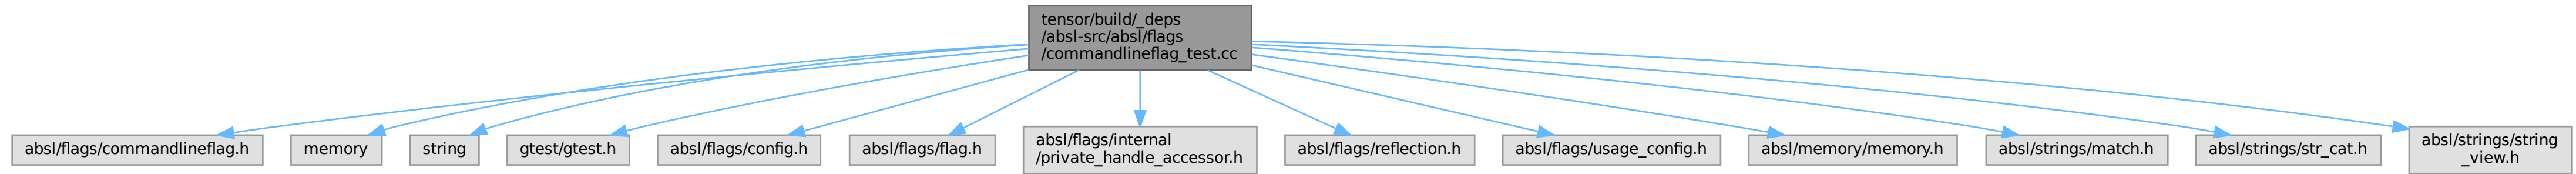 tensor/build/_deps
/absl-src/absl/flags
/commandlineflag_test.cc
absl/flags/commandlineflag.h
memory
string
gtest/gtest.h
absl/flags/config.h
absl/flags/flag.h
absl/flags/internal
/private_handle_accessor.h
absl/flags/reflection.h
absl/flags/usage_config.h
absl/memory/memory.h
absl/strings/match.h
absl/strings/str_cat.h
absl/strings/string
_view.h